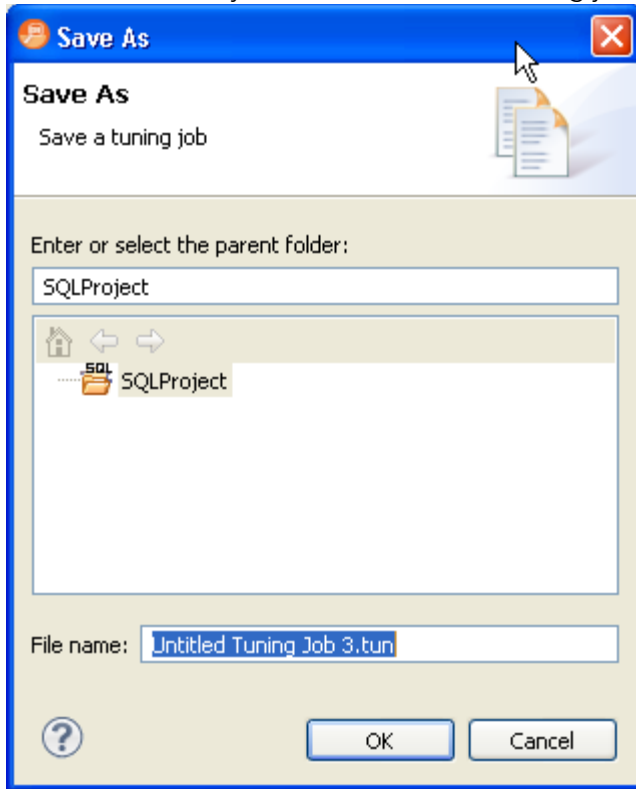 Save As
Save As
Save a tuning job
Enter or select the parent folder:
SQLProject
SQL
SQLProject
File name: Untitled Tuning Job 3.tun
?
OK Cancel